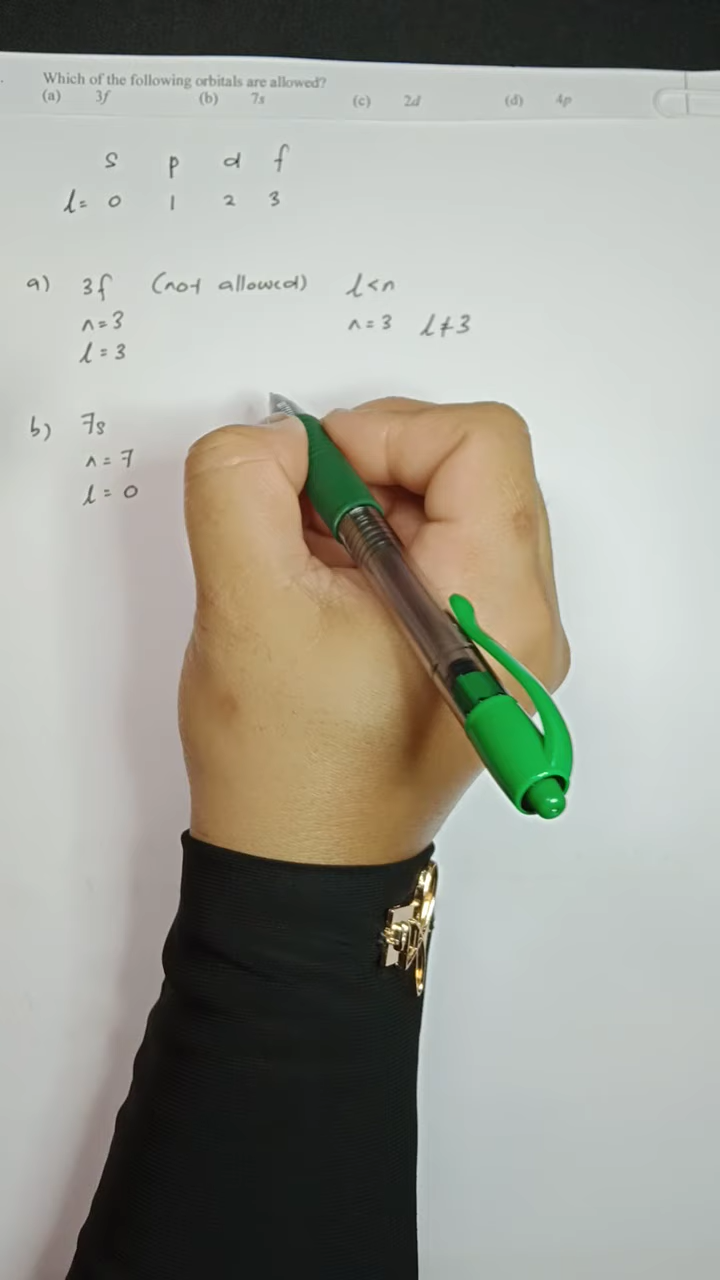 Which of the following orbitals are allowed?
(a) 3f (b) 7s (c) 2d (d) 4p
s p d f
l = 0 1 2 3
a) 3f (not allowed) l < n
n = 3 n = 3 l ≠ 3
l = 3
b) 7s
n = 7
l = 0